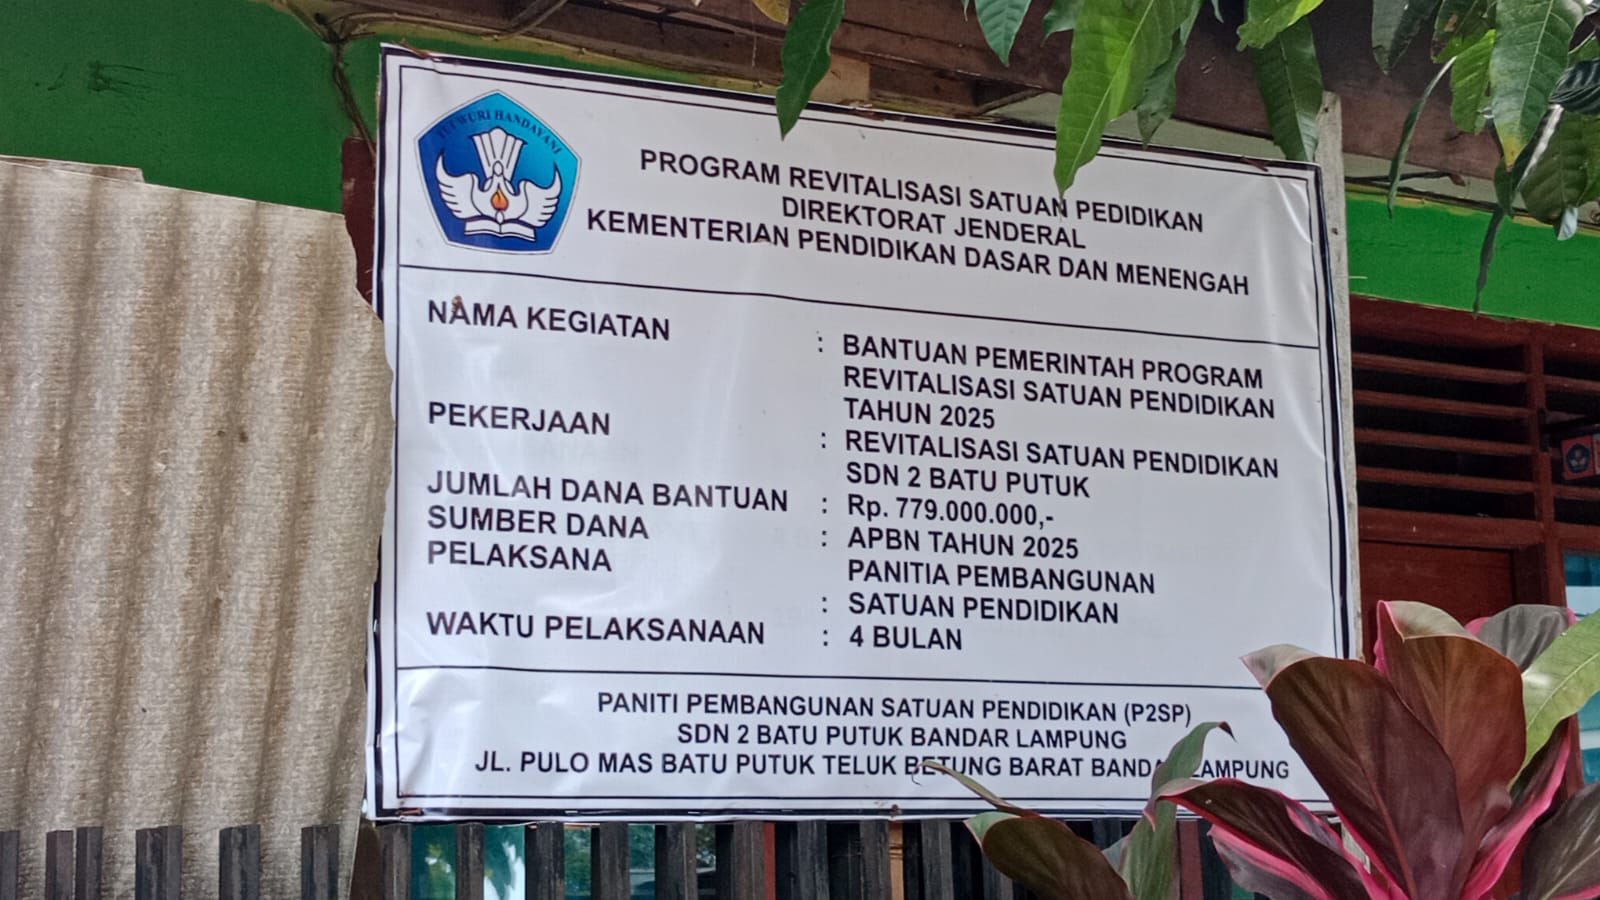 TUT WURI HANDAYANI
PROGRAM REVITALISASI SATUAN PEDIDIKAN
DIREKTORAT JENDERAL
KEMENTERIAN PENDIDIKAN DASAR DAN MENENGAH
NAMA KEGIATAN : BANTUAN PEMERINTAH PROGRAM
REVITALISASI SATUAN PENDIDIKAN
TAHUN 2025
PEKERJAAN : REVITALISASI SATUAN PENDIDIKAN
SDN 2 BATU PUTUK
JUMLAH DANA BANTUAN : Rp. 779.000.000,-
SUMBER DANA : APBN TAHUN 2025
PELAKSANA PANITIA PEMBANGUNAN
: SATUAN PENDIDIKAN
WAKTU PELAKSANAAN : 4 BULAN
PANITI PEMBANGUNAN SATUAN PENDIDIKAN (P2SP)
SDN 2 BATU PUTUK BANDAR LAMPUNG
JL. PULO MAS BATU PUTUK TELUK BETUNG BARAT BANDAR LAMPUNG